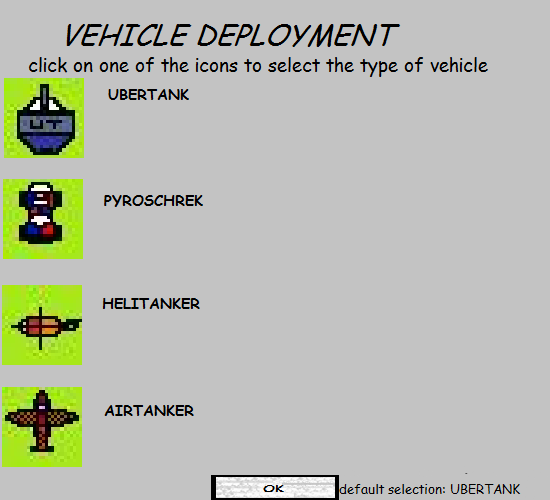 VEHICLE DEPLOYMENT
click on one of the icons to select the type of vehicle
UBERTANK
UT
PYROSCHREK
HELITANKER
AIRTANKER
OK
default selection: UBERTANK